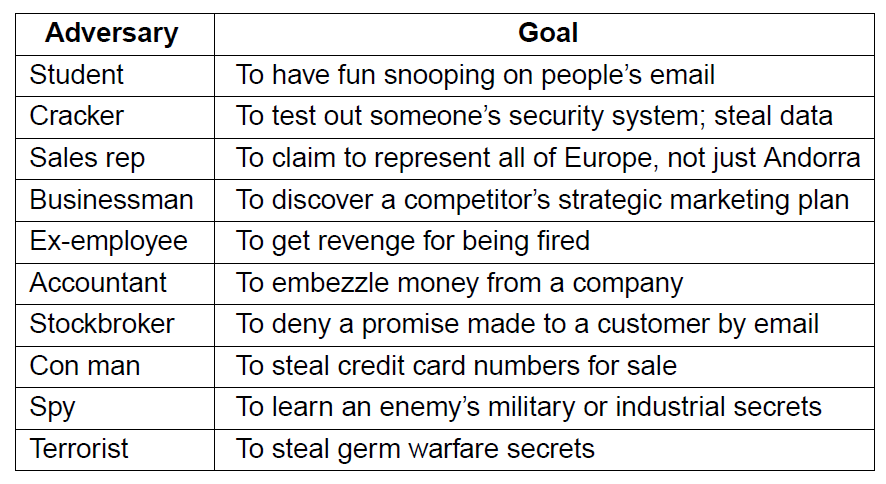 Adversary Goal
Student To have fun snooping on people’s email
Cracker To test out someone’s security system; steal data
Sales rep To claim to represent all of Europe, not just Andorra
Businessman To discover a competitor’s strategic marketing plan
Ex-employee To get revenge for being fired
Accountant To embezzle money from a company
Stockbroker To deny a promise made to a customer by email
Con man To steal credit card numbers for sale
Spy To learn an enemy’s military or industrial secrets
Terrorist To steal germ warfare secrets